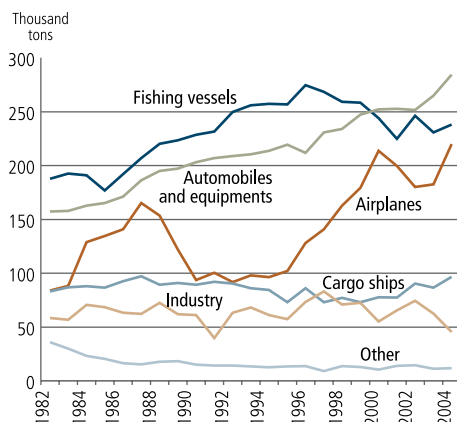 Thousand
tons
300
250
200
150
100
50
0
Fishing vessels
Automobiles
and equipments
Airplanes
Cargo ships
Industry
Other
1982
1984
1986
1988
1990
1992
1994
1996
1998
2000
2002
2004